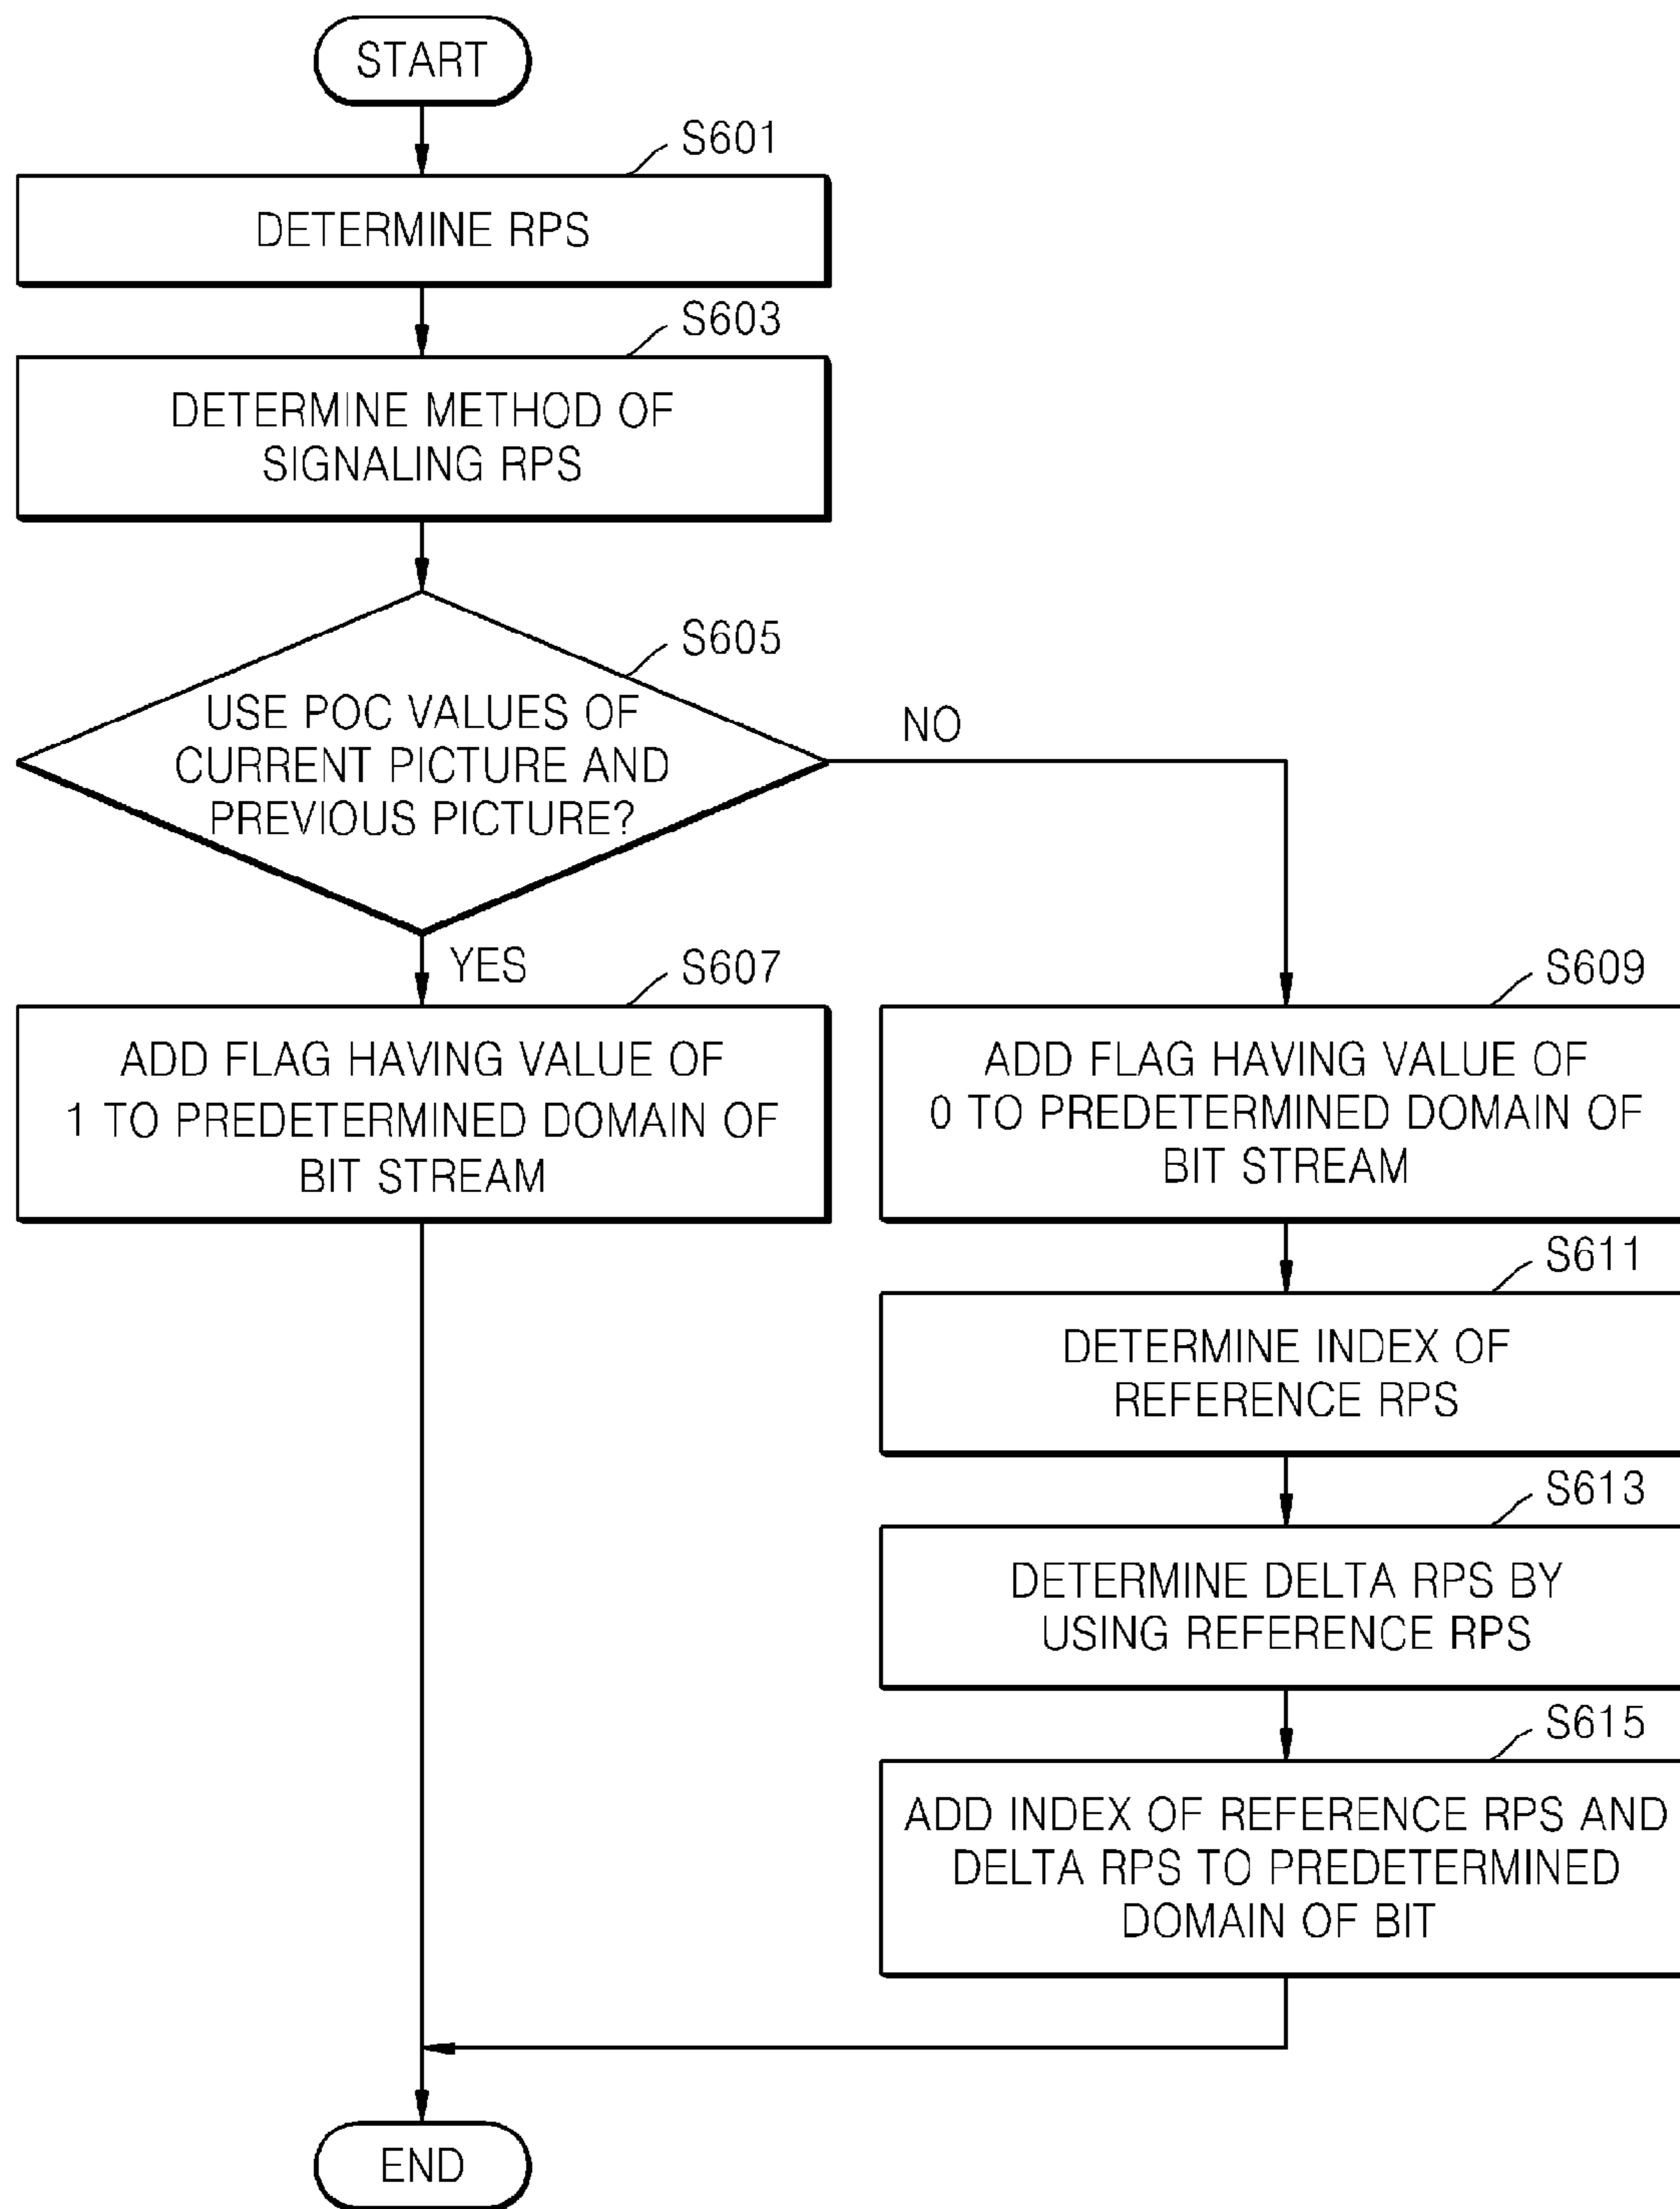 START
S601
DETERMINE RPS
S603
DETERMINE METHOD OF
SIGNALING RPS
S605
USE POC VALUES OF
CURRENT PICTURE AND
PREVIOUS PICTURE?
NO
YES
S607
ADD FLAG HAVING VALUE OF
1 TO PREDETERMINED DOMAIN OF
BIT STREAM
S609
ADD FLAG HAVING VALUE OF
0 TO PREDETERMINED DOMAIN OF
BIT STREAM
S611
DETERMINE INDEX OF
REFERENCE RPS
S613
DETERMINE DELTA RPS BY
USING REFERENCE RPS
S615
ADD INDEX OF REFERENCE RPS AND
DELTA RPS TO PREDETERMINED
DOMAIN OF BIT
END